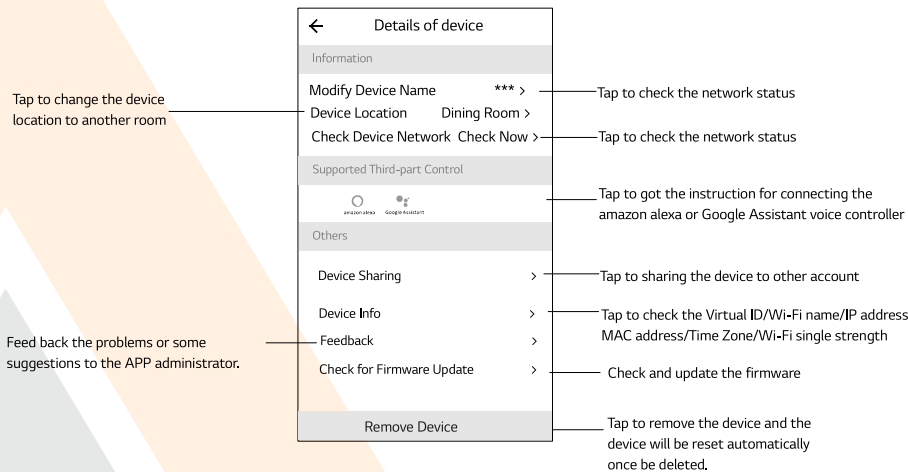 ← Details of device
Information
Modify Device Name *** >
Device Location Dining Room >
Check Device Network Check Now >
Supported Third-part Control
amazon alexa Google Assistant
Others
Device Sharing >
Device Info >
Feedback >
Check for Firmware Update >
Remove Device
Tap to change the device
location to another room
Feed back the problems or some
suggestions to the APP administrator.
Tap to check the network status
Tap to check the network status
Tap to got the instruction for connecting the
amazon alexa or Google Assistant voice controller
Tap to sharing the device to other account
Tap to check the Virtual ID/Wi-Fi name/IP address
MAC address/Time Zone/Wi-Fi single strength
Check and update the firmware
Tap to remove the device and the
device will be reset automatically
once be deleted.